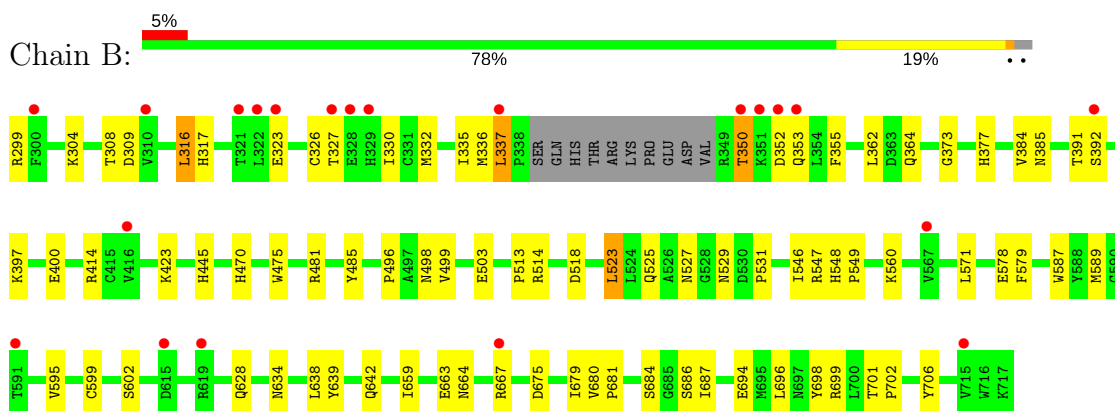 5%
Chain B:
78% 19% • •
R299 F300 K304 T308 D309 V310 L316 H317 T321 L322 E323 C326 T327 E328 H329 I330 C331 M332 I335 M336 L337 P338 SER GLN HIS THR ARG LYS PRO GLU ASP VAL R349 T350 K351 D352 Q353 L354 F355 L362 D363 Q364 G373 H377 V384 N385 T391 S392
K397 E400 R414 C415 V416 K423 H445 H470 W475 R481 Y485 P496 A497 N498 V499 E503 P513 R514 D518 L523 L524 Q525 A526 N527 G528 N529 D530 P531 I546 R547 H548 P549 K560 V567 L571 E578 F579 W587 Y588 M589
T591 V595 C599 S602 D615 R619 Q628 N634 L638 Y639 Q642 I659 E663 N664 R667 D675 I679 V680 P681 S684 G685 S686 I687 E694 M695 L696 N697 Y698 R699 L700 T701 P702 Y706 V715 W716 K717